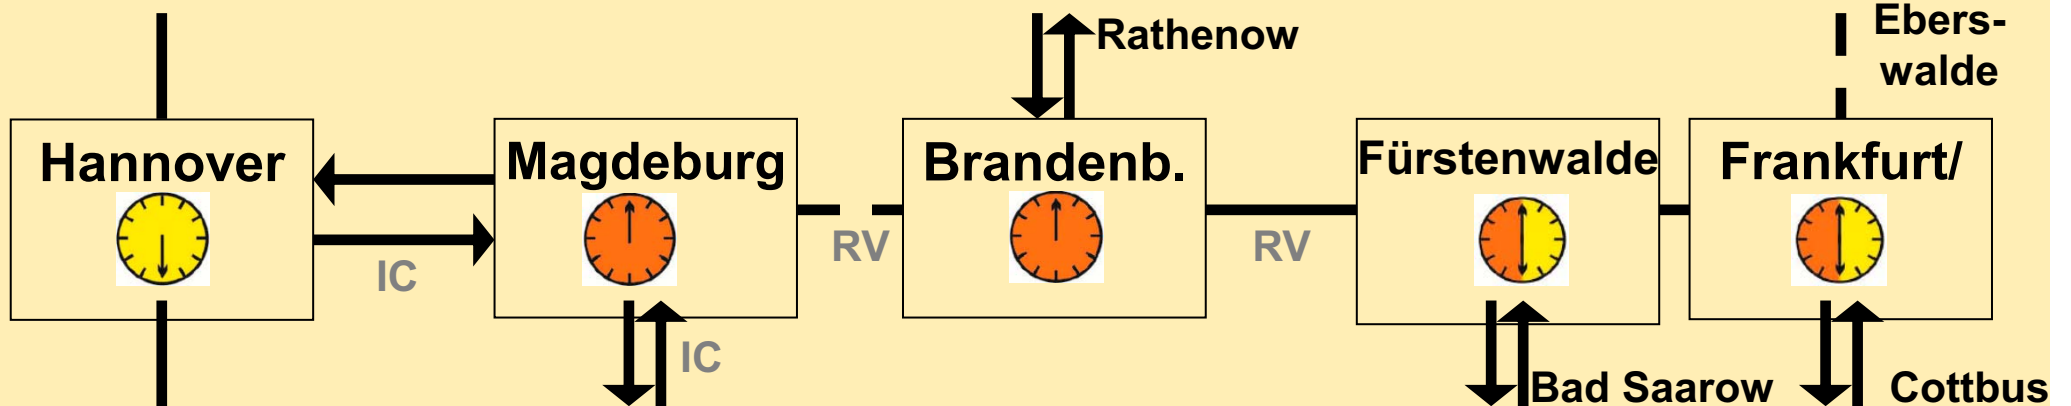 Rathenow
Ebers-
walde
Hannover
Magdeburg
Brandenb.
Fürstenwalde
Frankfurt/
IC
RV
RV
IC
Bad Saarow
Cottbus